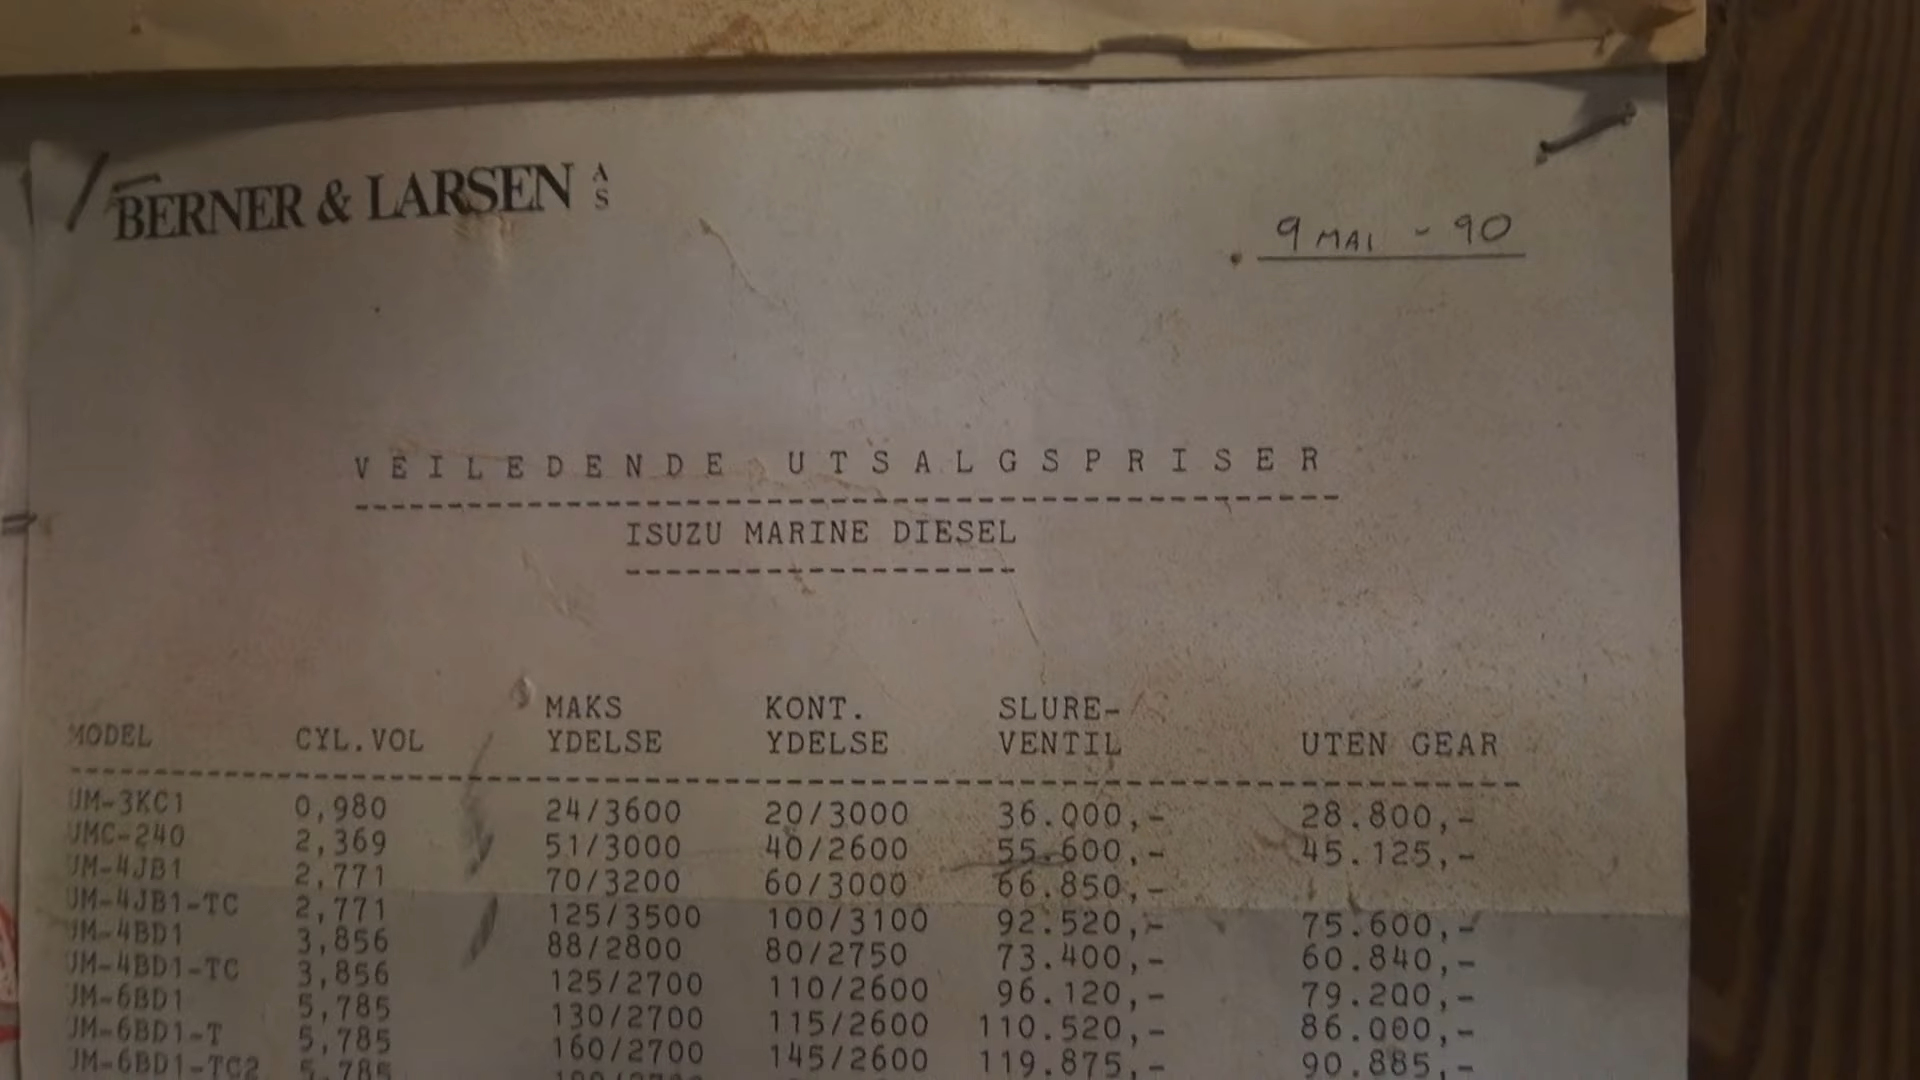 BERNER & LARSEN AS
9 MAI - 90
VEILEDENDE UTSALGSPRISER
ISUZU MARINE DIESEL
MAKS KONT. SLURE-
MODEL CYL.VOL YDELSE YDELSE VENTIL UTEN GEAR
UM-3KC1 0,980 24/3600 20/3000 36.000,- 28.800,-
UMC-240 2,369 51/3000 40/2600 55.600,- 45.125,-
UM-4JB1 2,771 70/3200 60/3000 66.850,-
UM-4JB1-TC 2,771 125/3500 100/3100 92.520,- 75.600,-
UM-4BD1 3,856 88/2800 80/2750 73.400,- 60.840,-
UM-4BD1-TC 3,856 125/2700 110/2600 96.120,- 79.200,-
UM-6BD1 5,785 130/2700 115/2600 110.520,- 86.000,-
UM-6BD1-T 5,785 160/2700 145/2600 119.875,- 90.885,-
UM-6BD1-TC2 5,785